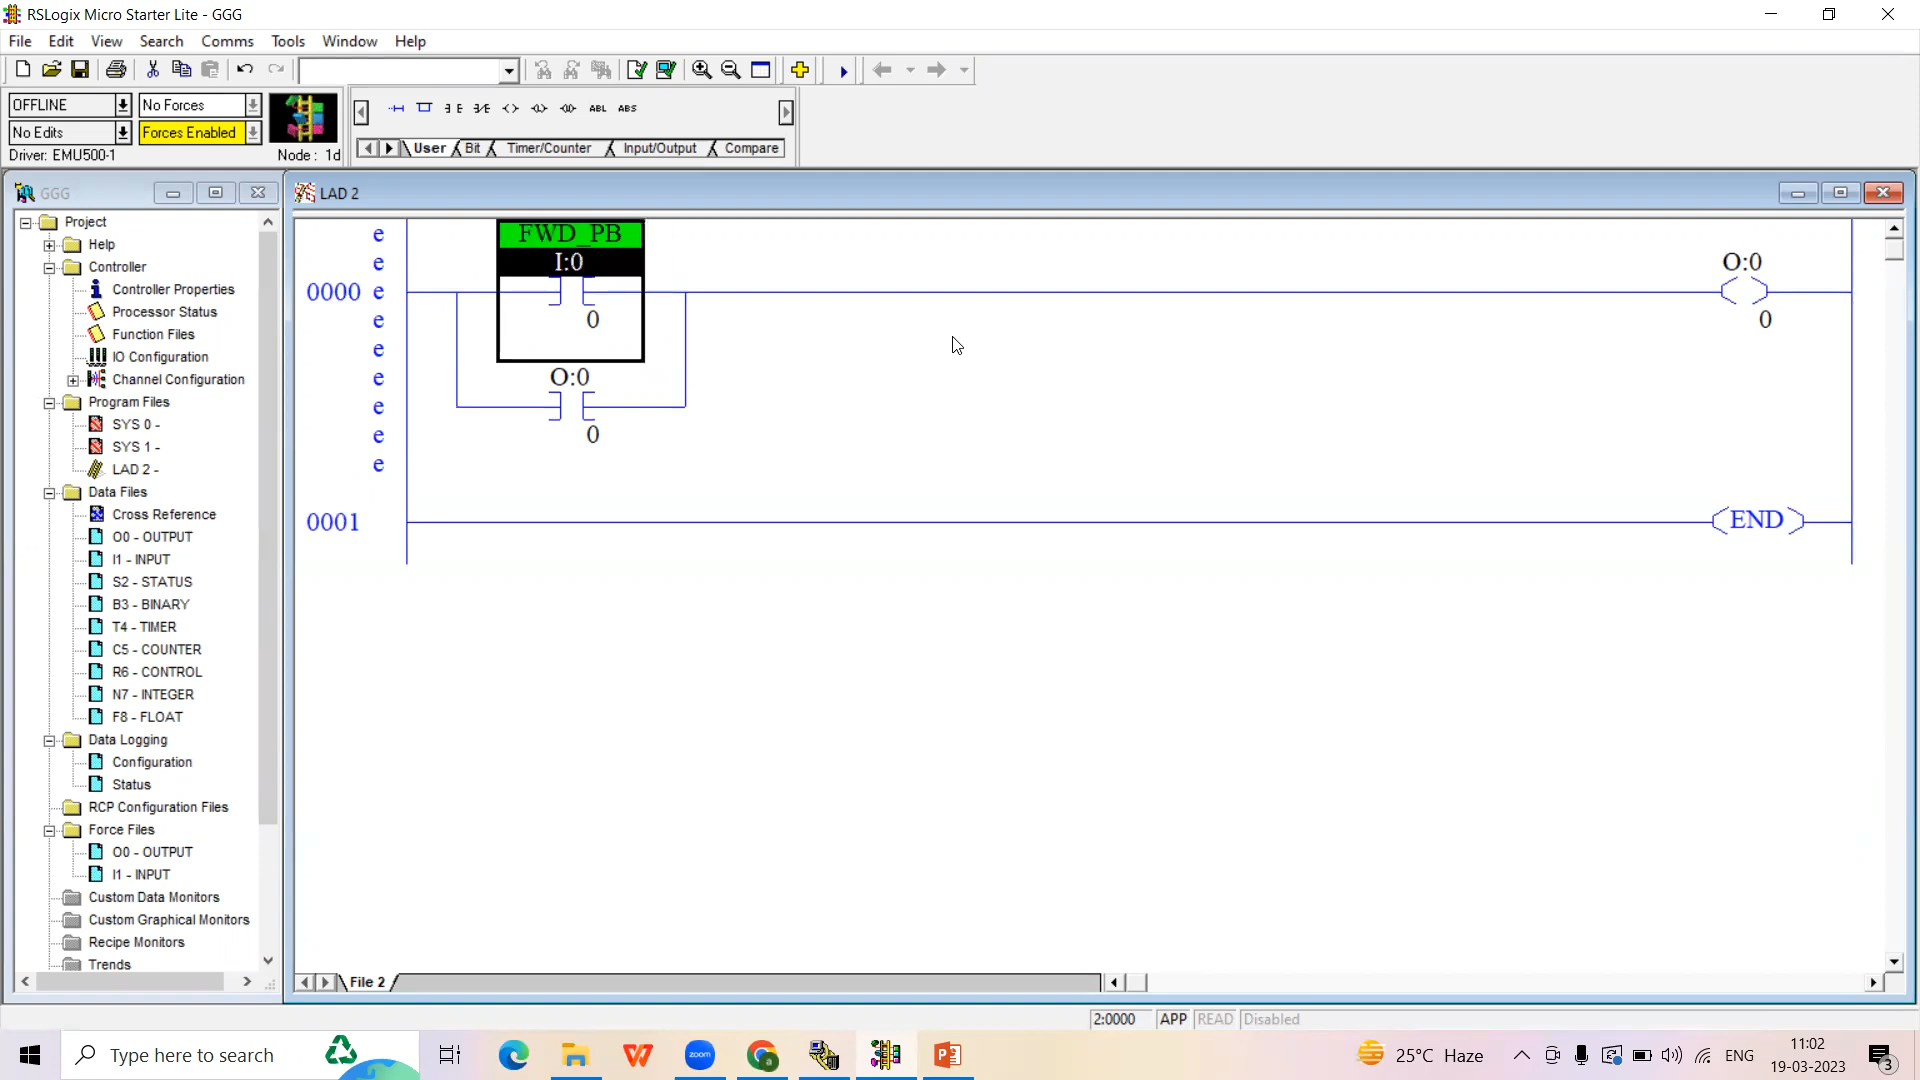 RSLogix Micro Starter Lite - GGG
File Edit View Search Comms Tools Window Help
OFFLINE No Forces
No Edits Forces Enabled
Driver: EMU500-1 Node : 1d
ABL ABS
User Bit Timer/Counter Input/Output Compare
GGG
Project
Help
Controller
Controller Properties
Processor Status
Function Files
IO Configuration
Channel Configuration
Program Files
SYS 0 -
SYS 1 -
LAD 2 -
Data Files
Cross Reference
O0 - OUTPUT
I1 - INPUT
S2 - STATUS
B3 - BINARY
T4 - TIMER
C5 - COUNTER
R6 - CONTROL
N7 - INTEGER
F8 - FLOAT
Data Logging
Configuration
Status
RCP Configuration Files
Force Files
O0 - OUTPUT
I1 - INPUT
Custom Data Monitors
Custom Graphical Monitors
Recipe Monitors
Trends
LAD 2
e FWD_PB
e I:0 O:0
0000 e
e 0 0
e
e O:0
e
e 0
e
0001 END
File 2
2:0000 APP READ Disabled
Type here to search
zoom
25°C Haze
ENG
11:02
19-03-2023
3